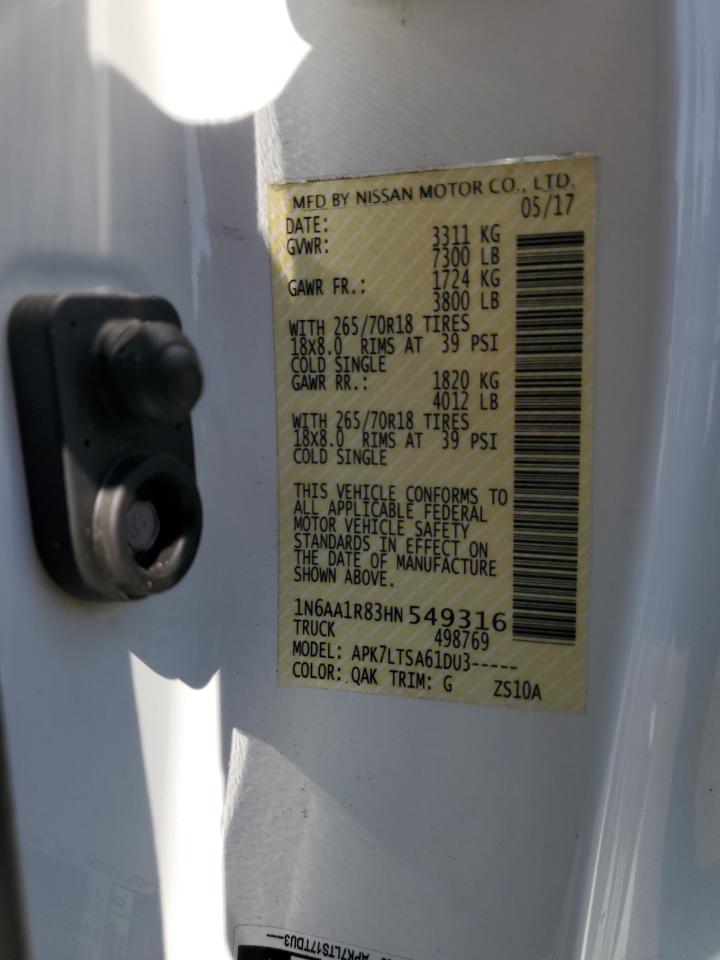 MFD BY NISSAN MOTOR CO., LTD.
DATE: 05/17
GVWR: 3311 KG
7300 LB
GAWR FR.: 1724 KG
3800 LB
WITH 265/70R18 TIRES
18X8.0 RIMS AT 39 PSI
COLD SINGLE
GAWR RR.: 1820 KG
4012 LB
WITH 265/70R18 TIRES
18X8.0 RIMS AT 39 PSI
COLD SINGLE
THIS VEHICLE CONFORMS TO
ALL APPLICABLE FEDERAL
MOTOR VEHICLE SAFETY
STANDARDS IN EFFECT ON
THE DATE OF MANUFACTURE
SHOWN ABOVE.
1N6AA1R83HN 549316
TRUCK 498769
MODEL: APK7LTSA61DU3-----
COLOR: QAK TRIM: G ZS10A
APK7LTS17TDU3---